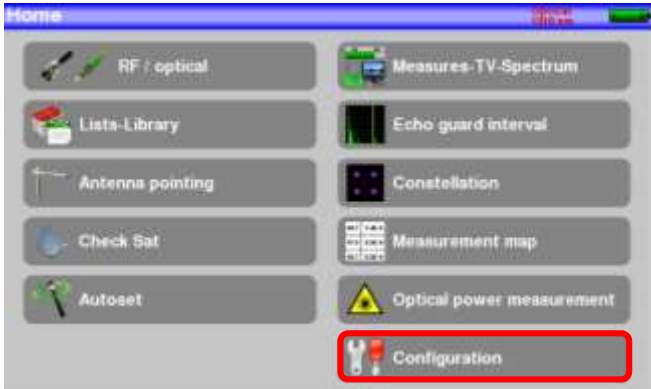 Home
optical
RF / optical
Measures-TV-Spectrum
Lists-Library
Echo guard interval
Antenna pointing
Constellation
Check Sat
Measurement map
Autoset
Optical power measurement
Configuration